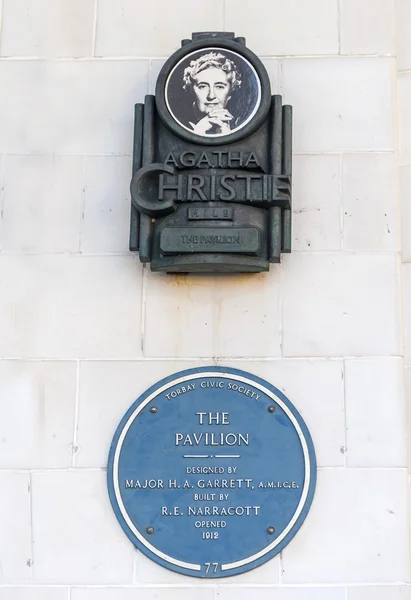 AGATHA
CHRISTIE
MILE
THE PAVILION
TORBAY CIVIC SOCIETY
THE
PAVILION
DESIGNED BY
MAJOR H.A. GARRETT, A.M.I.C.E.
BUILT BY
R.E. NARRACOTT
OPENED
1912
77